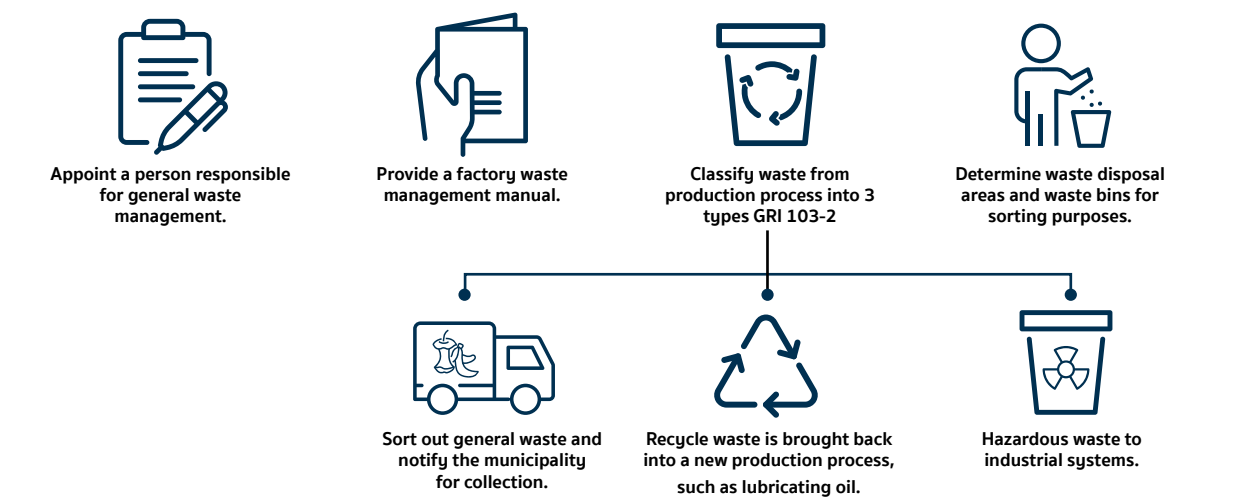 Appoint a person responsible
for general waste
management.
Provide a factory waste
management manual.
Classify waste from
production process into 3
types GRI 103-2
Determine waste disposal
areas and waste bins for
sorting purposes.
Sort out general waste and
notify the municipality
for collection.
Recycle waste is brought back
into a new production process,
such as lubricating oil.
Hazardous waste to
industrial systems.